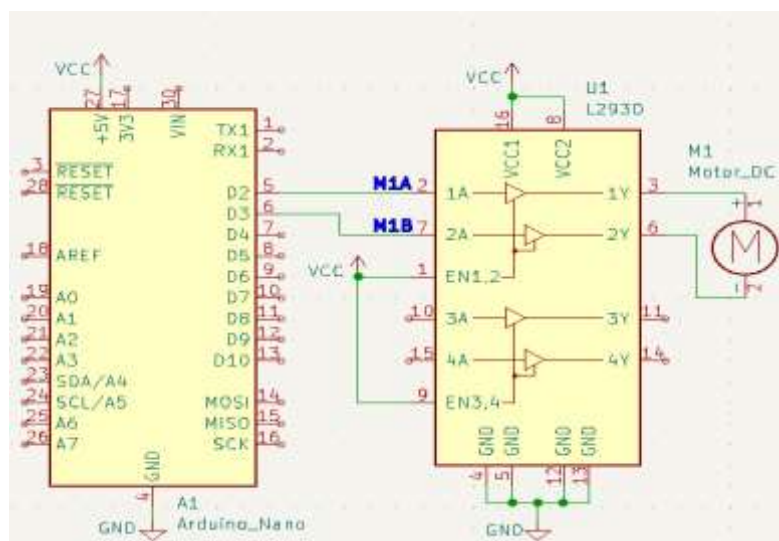 VCC
27
17
30
+5V
3V3
VIN
TX1
1
RX1
2
3
RESET
28
RESET
D2
5
D3
6
D4
7
18
AREF
D5
8
D6
9
19
A0
D7
10
20
A1
D8
11
21
A2
D9
12
22
A3
D10
13
23
SDA/A4
24
SCL/A5
MOSI
14
25
A6
MISO
15
26
A7
SCK
16
GND
4
A1
Arduino_Nano
GND
VCC
U1
L293D
16
8
VCC1
VCC2
M1A
2
1A
1Y
3
M1B
7
2A
2Y
6
VCC
1
EN1,2
10
3A
3Y
11
15
4A
4Y
14
9
EN3,4
GND
GND
GND
GND
4
5
12
13
GND
M1
Motor_DC
+
1
M
-
2